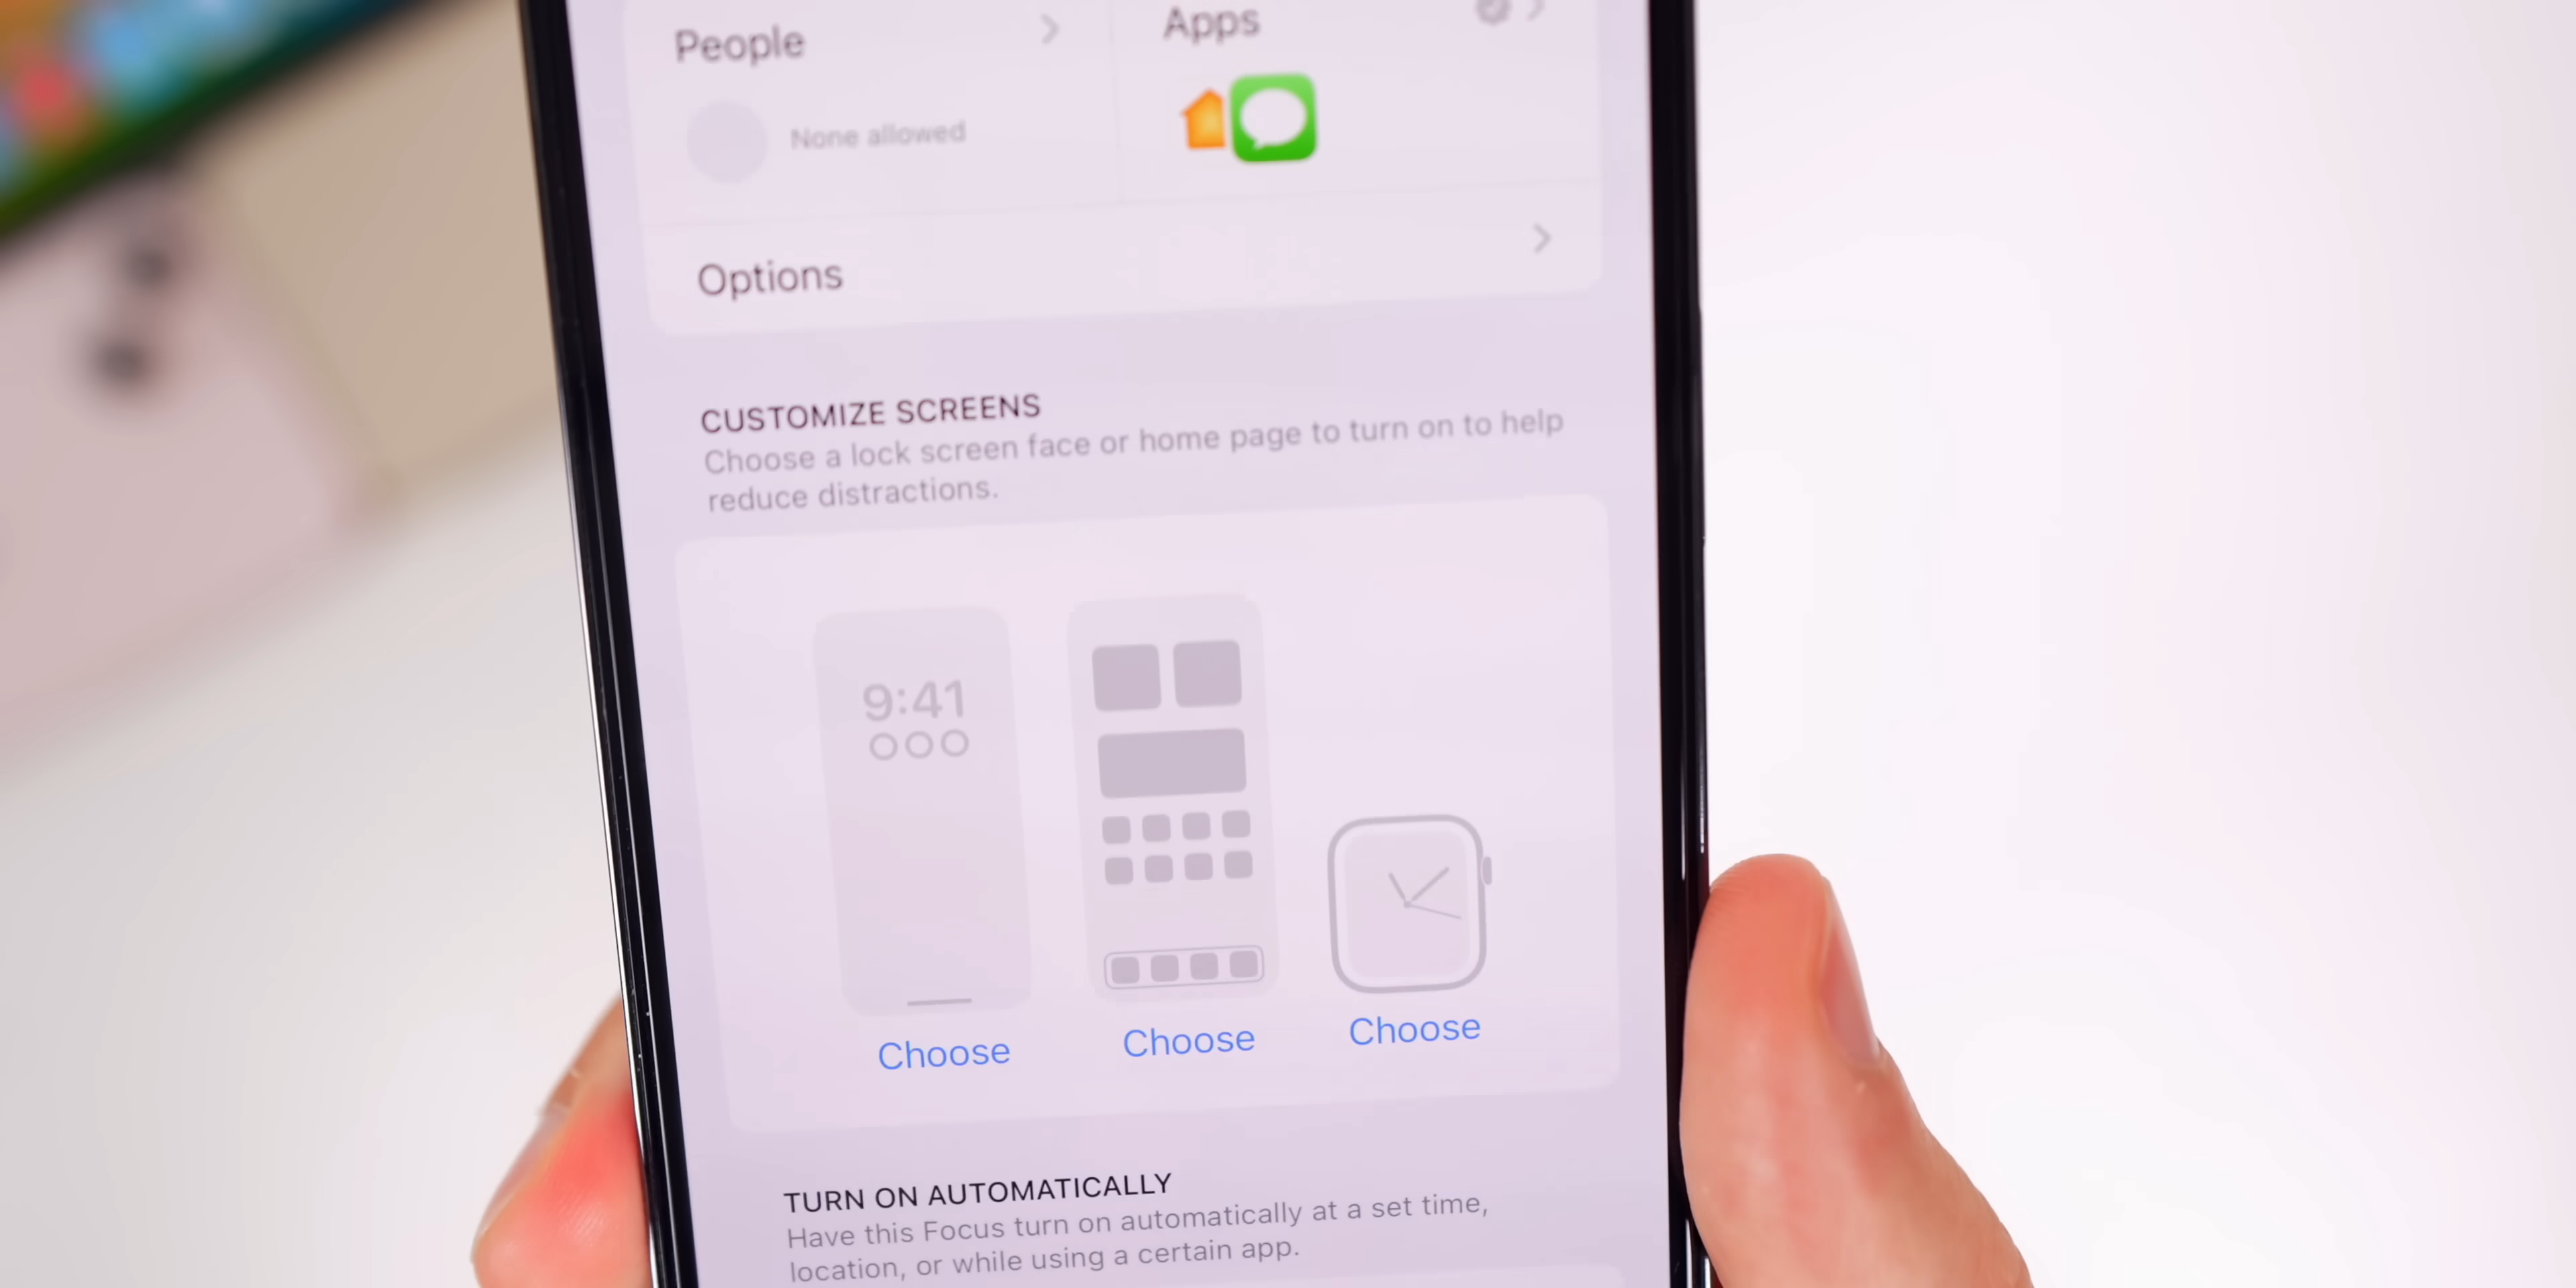 People
Apps
None allowed
Options
CUSTOMIZE SCREENS
Choose a lock screen face or home page to turn on to help
reduce distractions.
9:41
Choose
Choose
Choose
TURN ON AUTOMATICALLY
Have this Focus turn on automatically at a set time,
location, or while using a certain app.